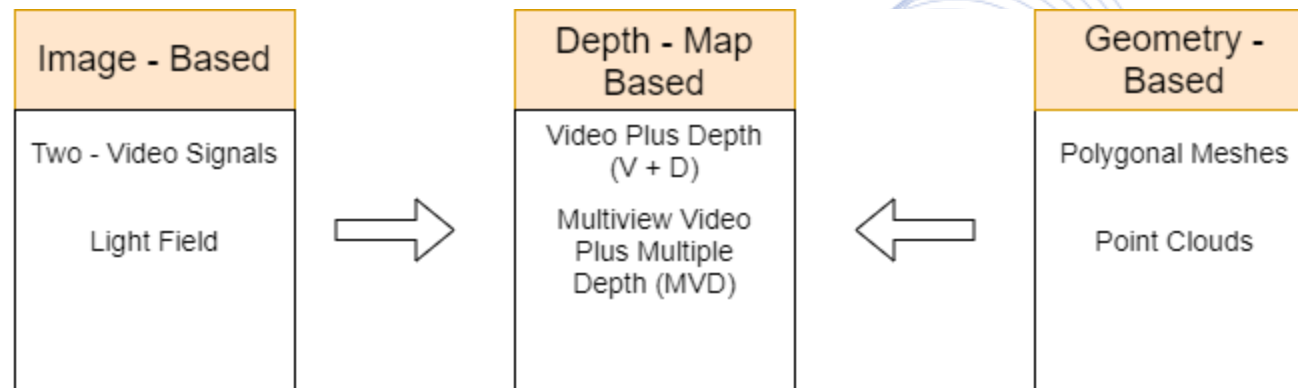 Image - Based
Two - Video Signals
Light Field
Depth - Map
Based
Video Plus Depth
(V + D)
Multiview Video
Plus Multiple
Depth (MVD)
Geometry -
Based
Polygonal Meshes
Point Clouds